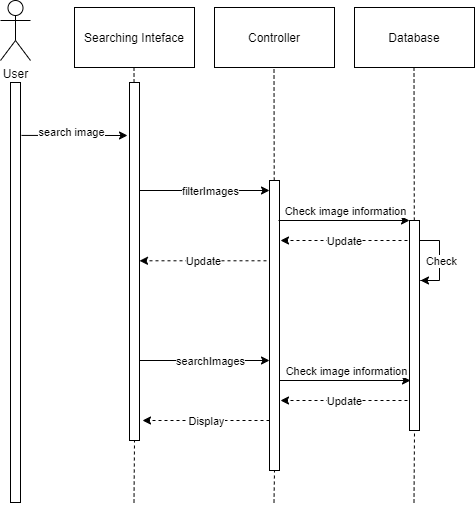 Searching Inteface
Controller
Database
User
search image
filterImages
Check image information
Update
Update
Check
searchImages
Check image information
Update
Display